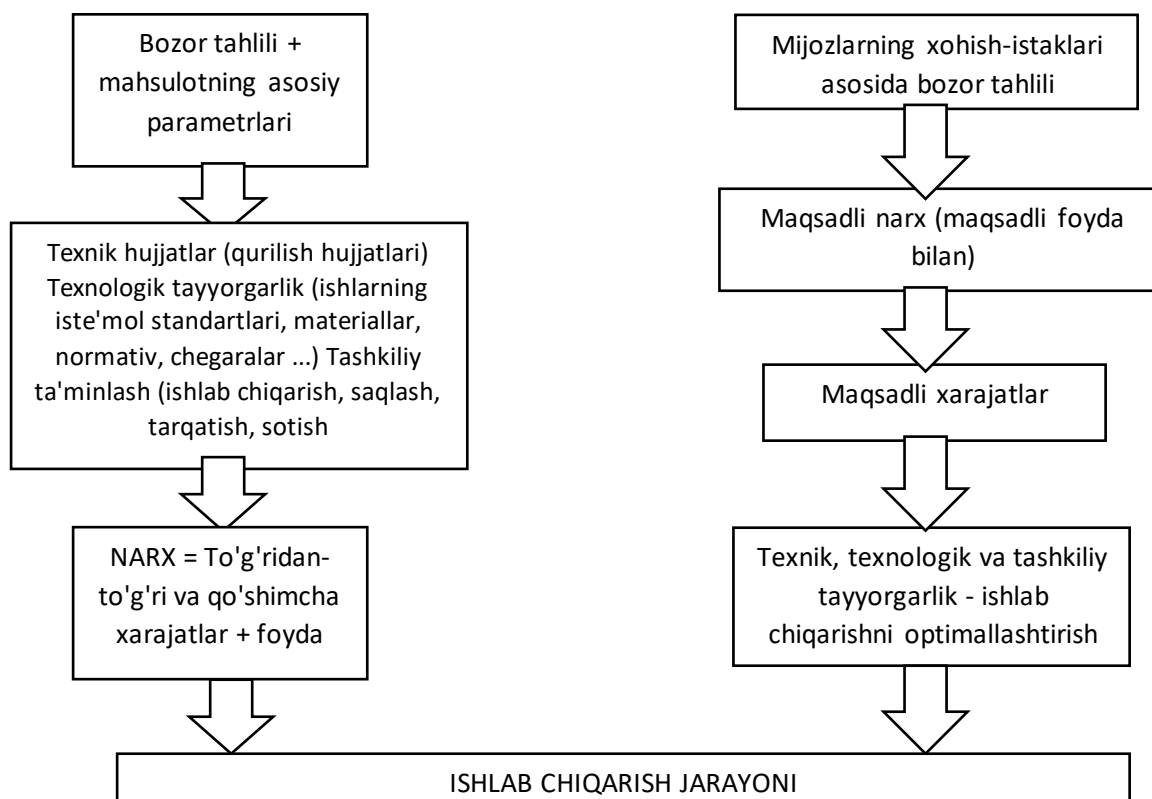 Bozor tahlili +
mahsulotning asosiy
parametrlari
Texnik hujjatlar (qurilish hujjatlari)
Texnologik tayyorgarlik (ishlarning
iste'mol standartlari, materiallar,
normativ, chegaralar ...) Tashkiliy
ta'minlash (ishlab chiqarish, saqlash,
tarqatish, sotish
NARX = To'g'ridan-
to'g'ri va qo'shimcha
xarajatlar + foyda
Mijozlarning xohish-istaklari
asosida bozor tahlili
Maqsadli narx (maqsadli foyda
bilan)
Maqsadli xarajatlar
Texnik, texnologik va tashkiliy
tayyorgarlik - ishlab
chiqarishni optimallashtirish
ISHLAB CHIQARISH JARAYONI